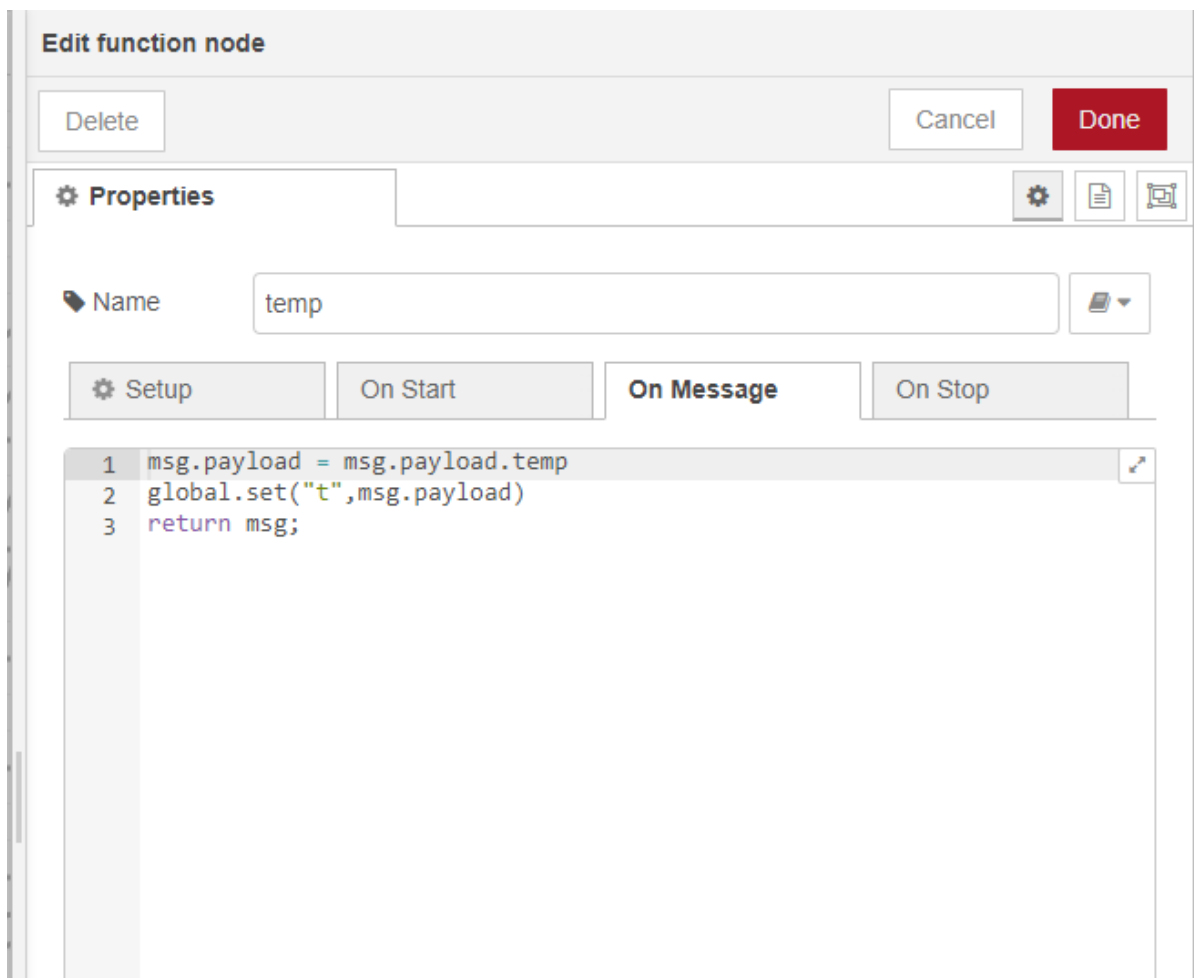 Edit function node
Delete
Cancel
Done
Properties
Name
temp
Setup
On Start
On Message
On Stop
1 msg.payload = msg.payload.temp
2 global.set("t",msg.payload)
3 return msg;